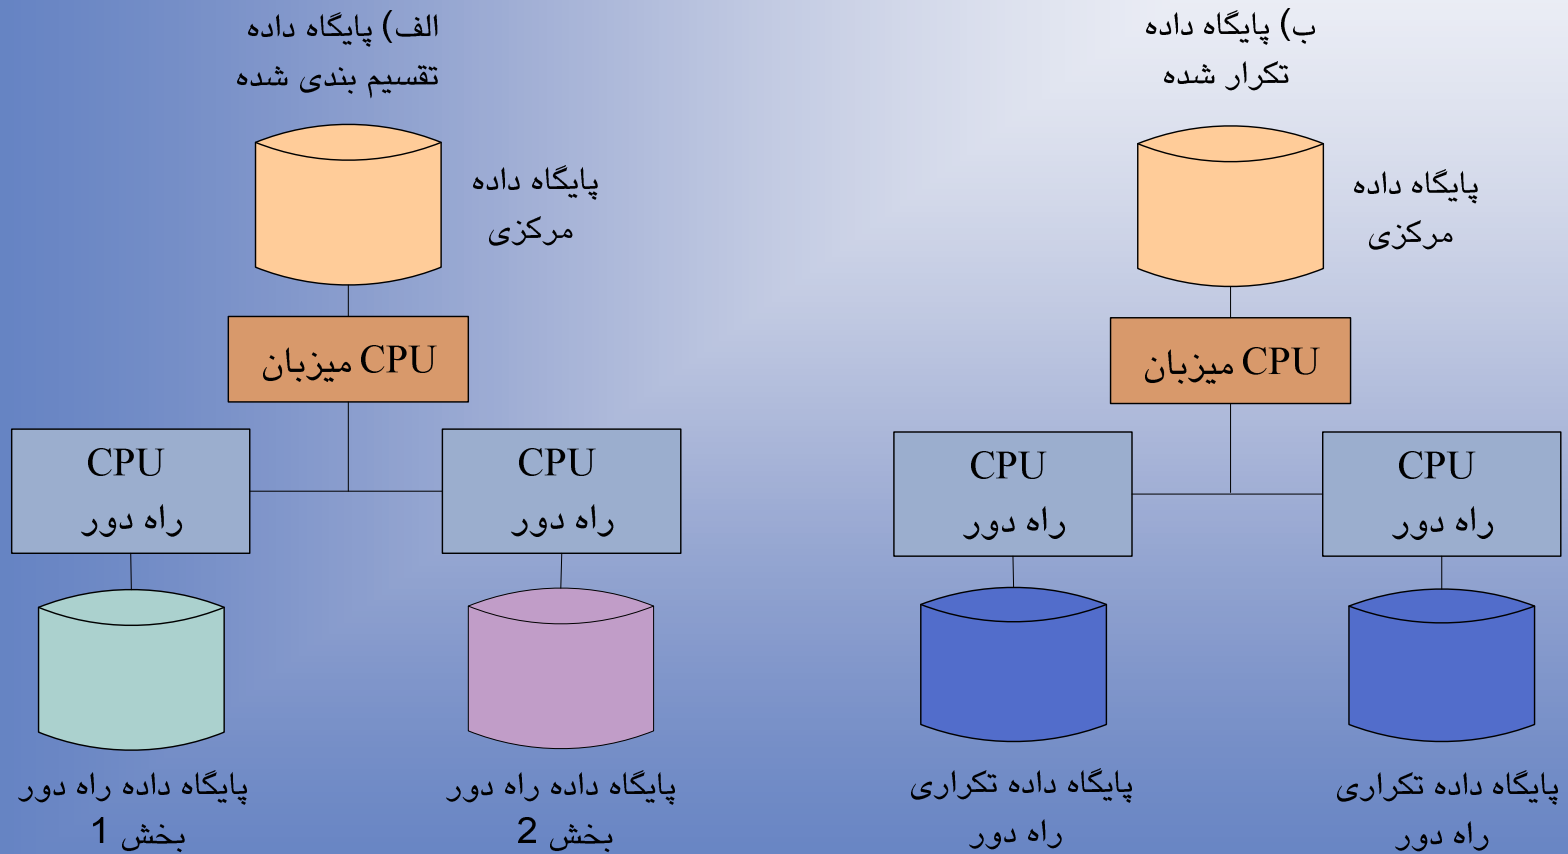 الف) پایگاه داده
تقسیم بندی شده
پایگاه داده
مرکزی
CPU میزبان
CPU
راه دور
CPU
راه دور
پایگاه داده راه دور
بخش 1
پایگاه داده راه دور
بخش 2
ب) پایگاه داده
تکرار شده
پایگاه داده
مرکزی
CPU میزبان
CPU
راه دور
CPU
راه دور
پایگاه داده تکراری
راه دور
پایگاه داده تکراری
راه دور